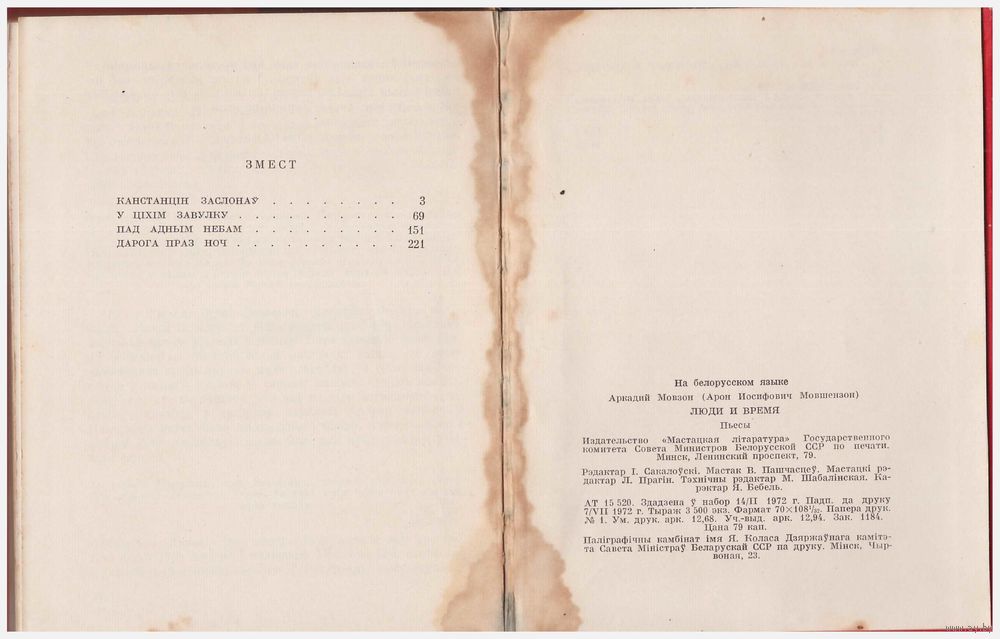 ЗМЕСТ
КАНСТАНЦІН ЗАСЛОНАЎ . . . . . . . . 3
У ЦІХІМ ЗАВУЛКУ . . . . . . . . . . 69
ПАД АДНЫМ НЕБАМ . . . . . . . . . 151
ДАРОГА ПРАЗ НОЧ . . . . . . . . . . 221
На белорусском языке
Аркадий Мовзон (Арон Иосифович Мовшензон)
ЛЮДИ И ВРЕМЯ
Пьесы
Издательство «Мастацкая літаратура» Государственного
комитета Совета Министров Белорусской ССР по печати.
Минск, Ленинский проспект, 79.
Рэдактар І. Сакалоўскі. Мастак В. Пашчасцеў. Мастацкі рэ-
дактар Л. Прагін. Тэхнічны рэдактар М. Шабалінская. Ка-
рэктар Я. Бебель.
АТ 15 520. Здадзена ў набор 14/II 1972 г. Падп. да друку
7/VII 1972 г. Тыраж 3 500 экз. Фармат 70×108¹/₃₂. Папера друк.
№ 1. Ум. друк. арк. 12,68. Уч.-выд. арк. 12,94. Зак. 1184.
Цана 79 кап.
Паліграфічны камбінат імя Я. Коласа Дзяржаўнага камітэ-
та Савета Міністраў Беларускай ССР па друку. Мінск, Чыр-
воная, 23.
www.ay.by